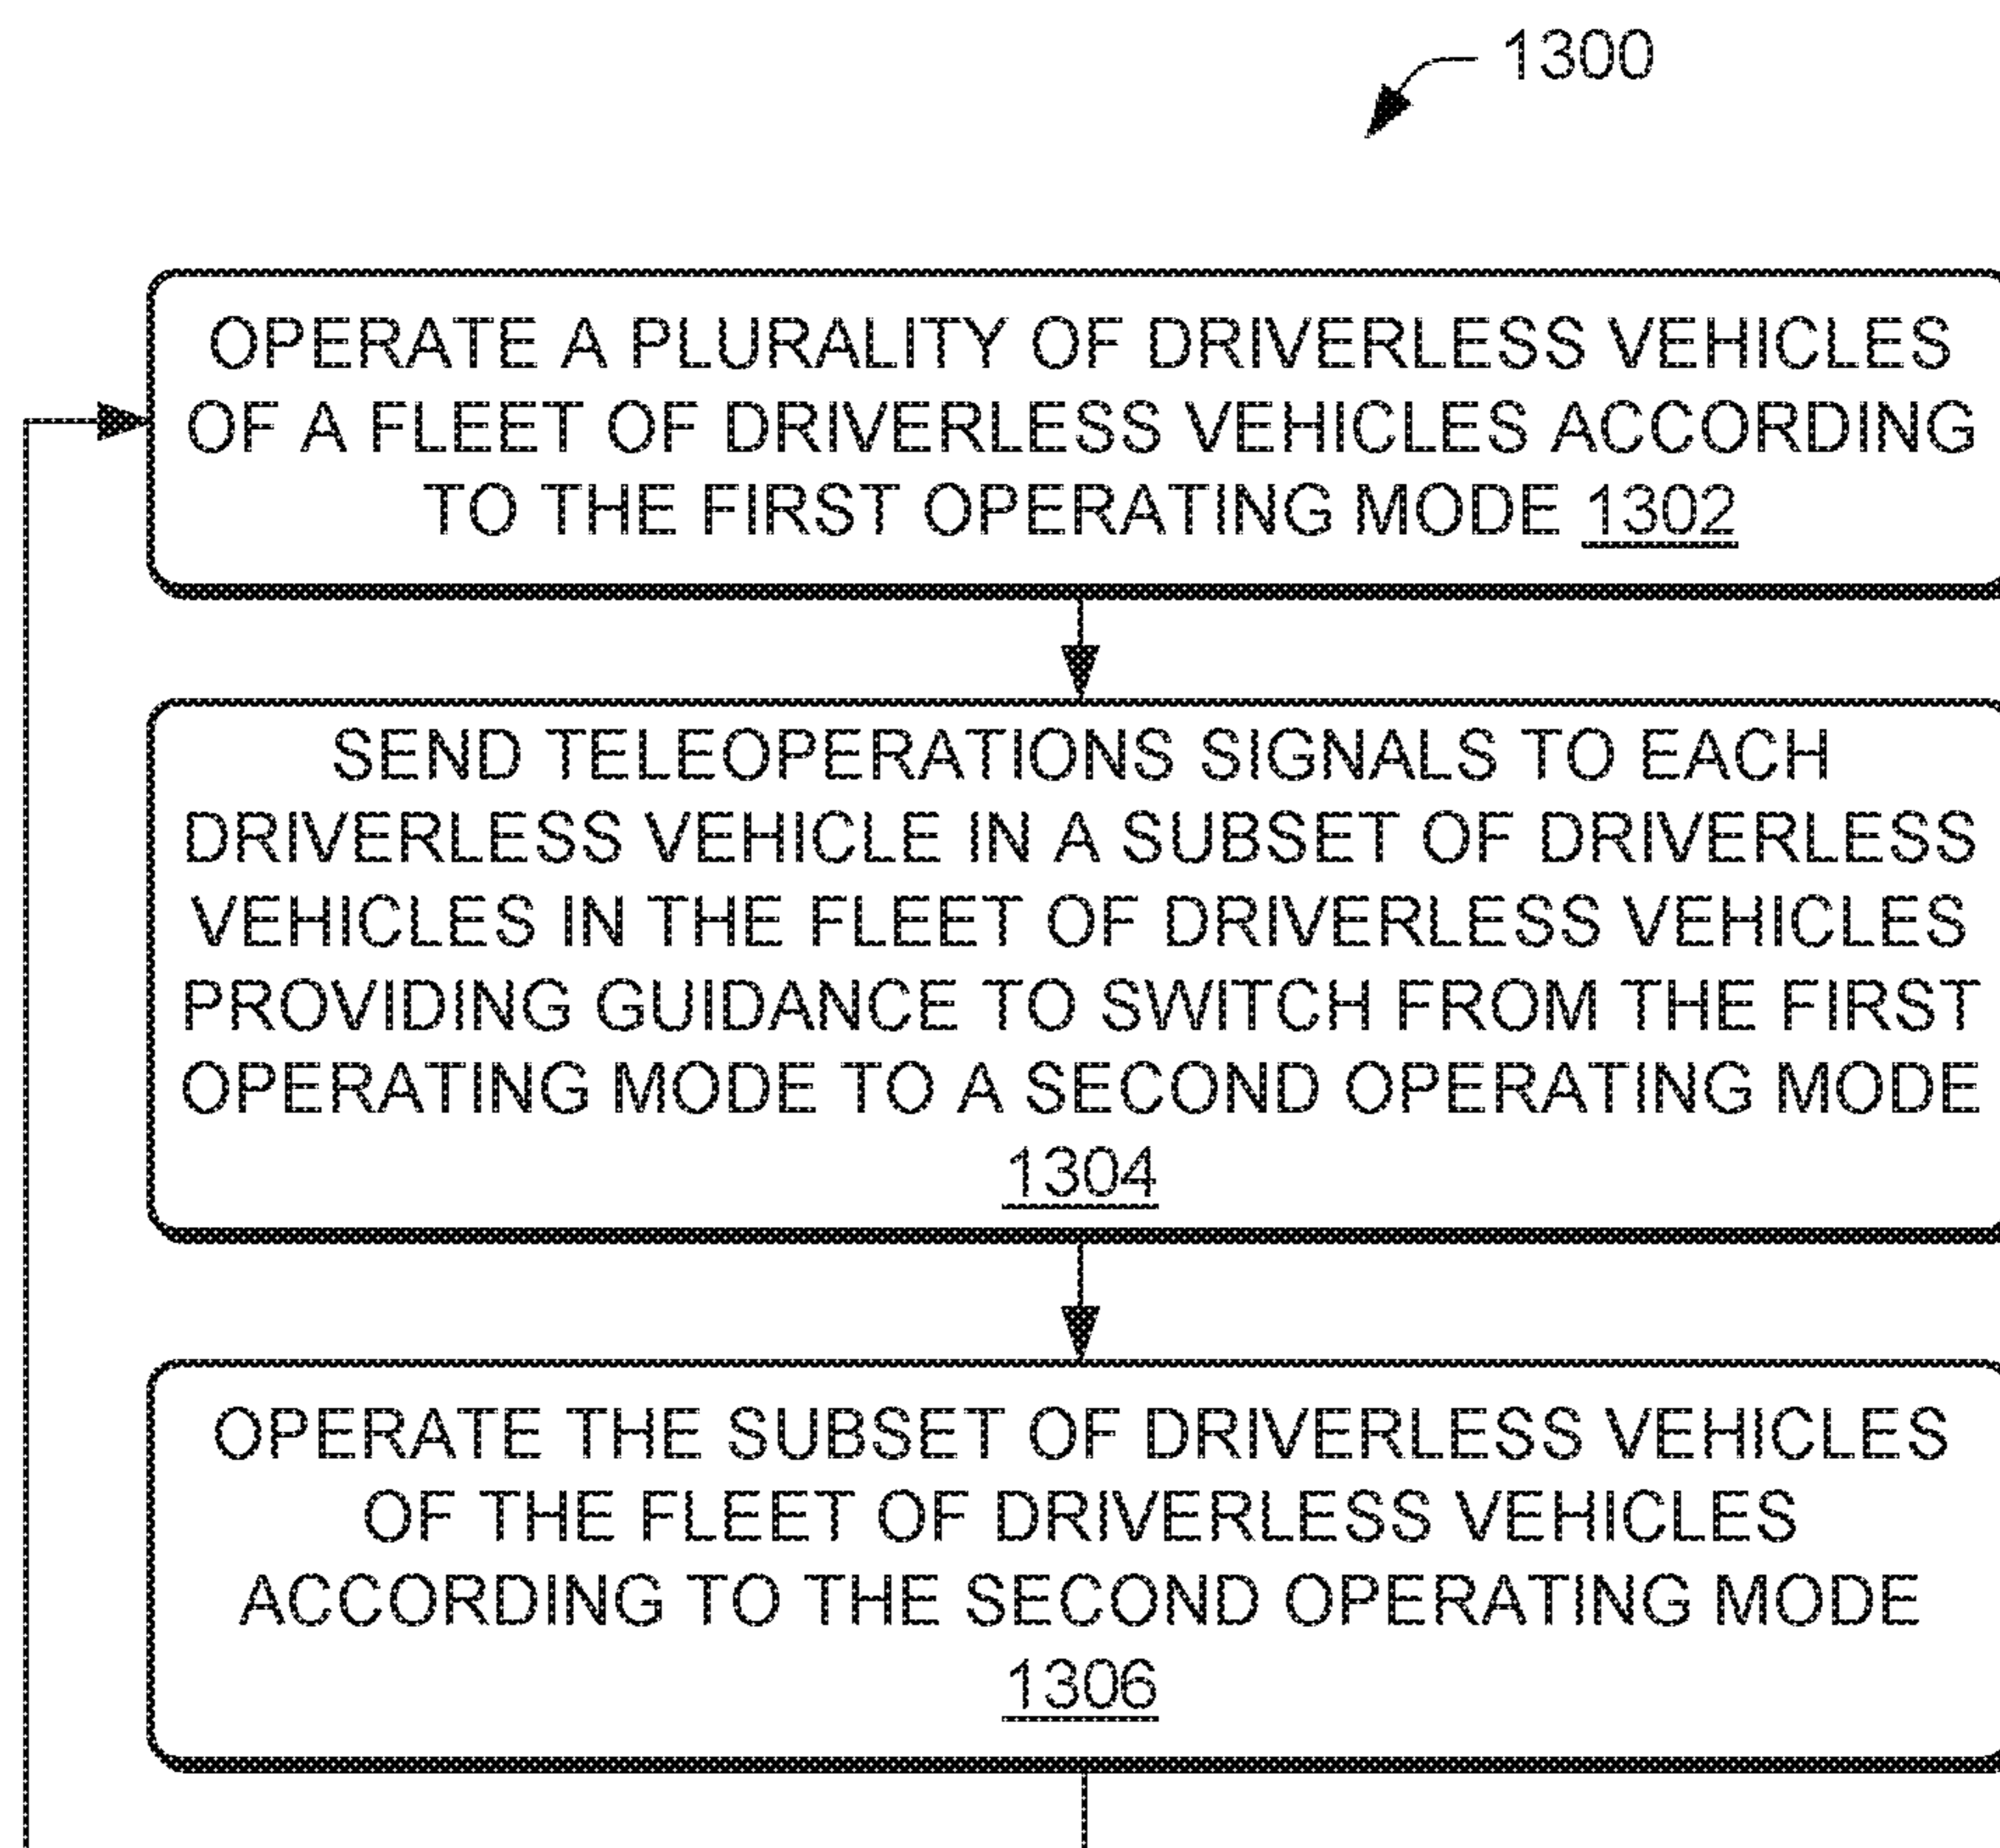 1300
OPERATE A PLURALITY OF DRIVERLESS VEHICLES
OF A FLEET OF DRIVERLESS VEHICLES ACCORDING
TO THE FIRST OPERATING MODE 1302
SEND TELEOPERATIONS SIGNALS TO EACH
DRIVERLESS VEHICLE IN A SUBSET OF DRIVERLESS
VEHICLES IN THE FLEET OF DRIVERLESS VEHICLES
PROVIDING GUIDANCE TO SWITCH FROM THE FIRST
OPERATING MODE TO A SECOND OPERATING MODE
1304
OPERATE THE SUBSET OF DRIVERLESS VEHICLES
OF THE FLEET OF DRIVERLESS VEHICLES
ACCORDING TO THE SECOND OPERATING MODE
1306